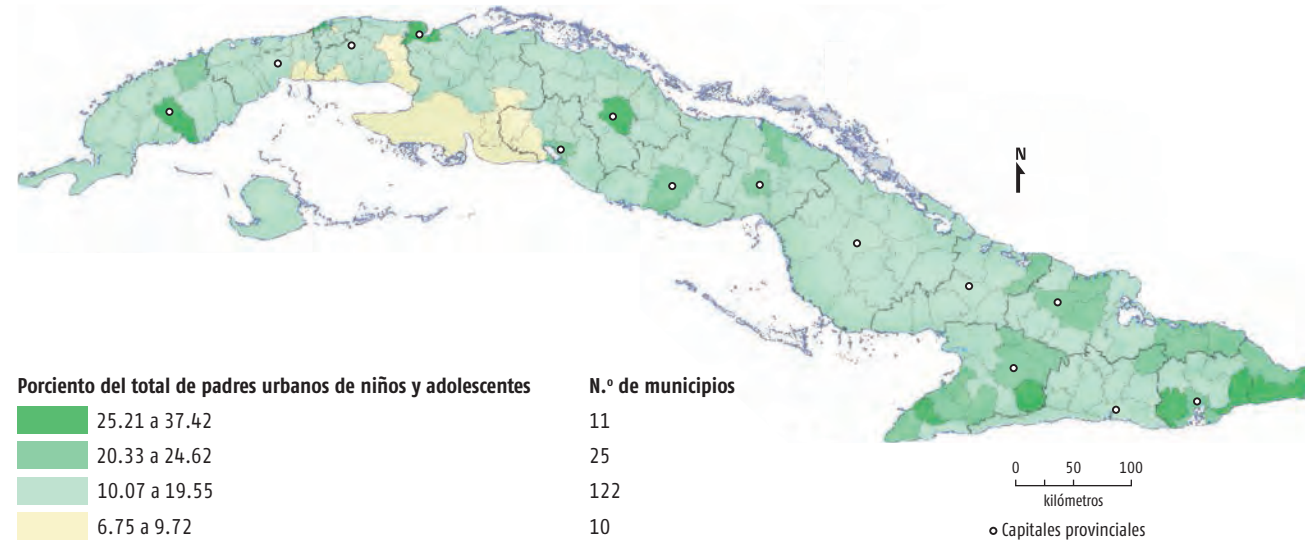 N
Porciento del total de padres urbanos de niños y adolescentes N.º de municipios
25.21 a 37.42 11
20.33 a 24.62 25
10.07 a 19.55 122
6.75 a 9.72 10
0 50 100
kilómetros
Capitales provinciales